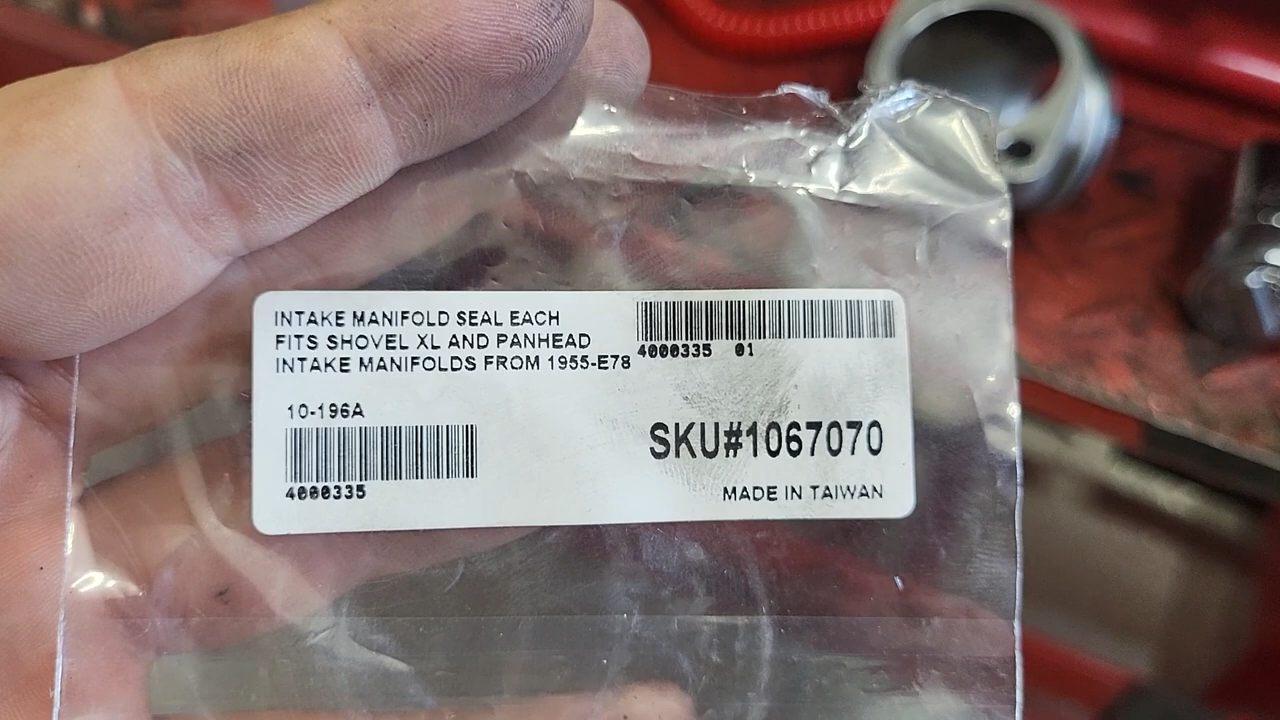 INTAKE MANIFOLD SEAL EACH
FITS SHOVEL XL AND PANHEAD
INTAKE MANIFOLDS FROM 1955-E78
4000335 01
10-196A
4000335
SKU#1067070
MADE IN TAIWAN